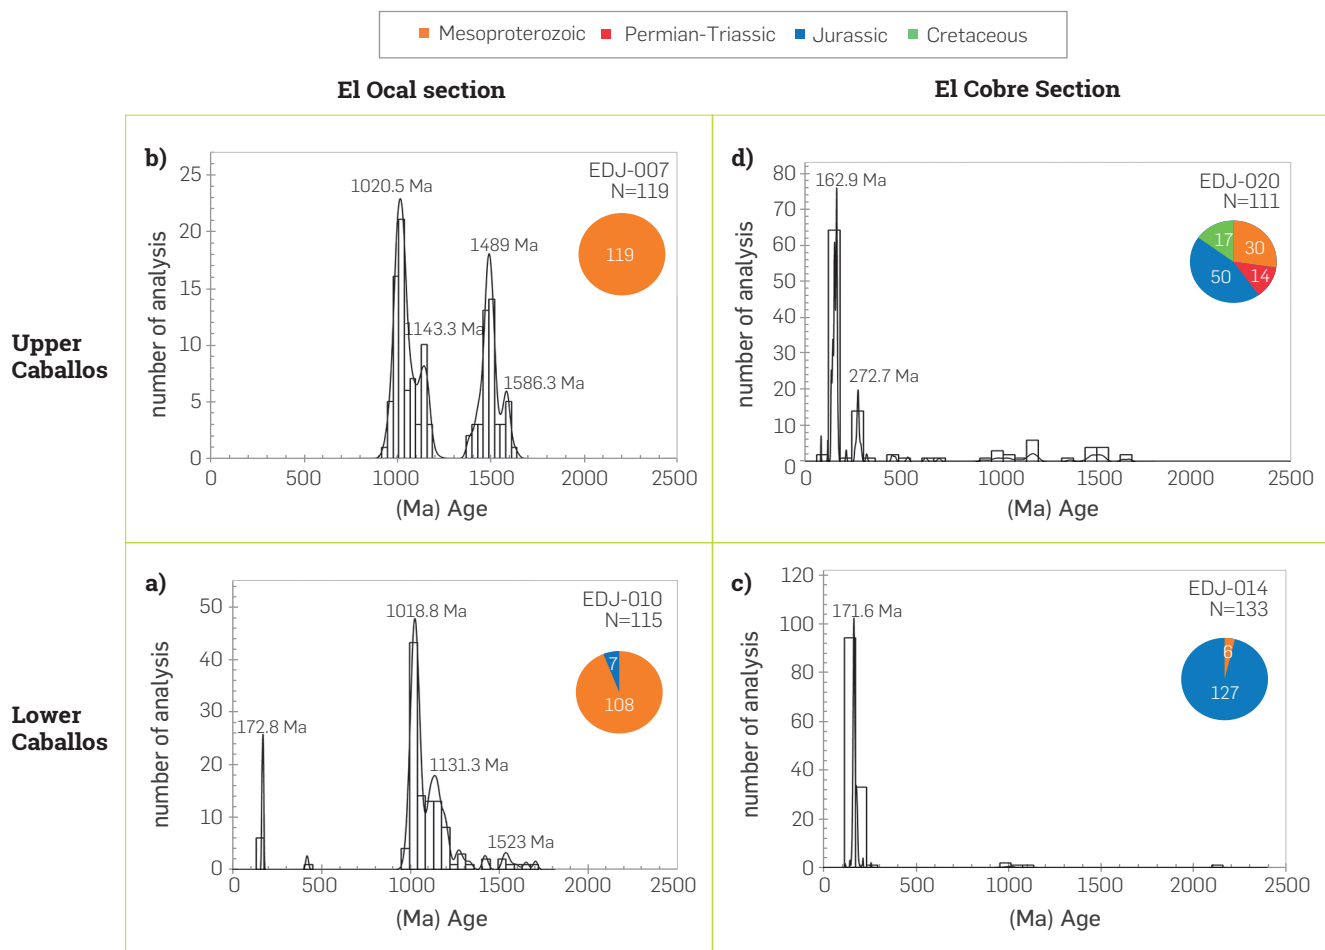 Mesoproterozoic Permian-Triassic Jurassic Cretaceous
El Ocal section
El Cobre Section
Upper
Caballos
b)
EDJ-007
N=119
119
1020.5 Ma
1489 Ma
1143.3 Ma
1586.3 Ma
number of analysis
25
20
15
10
5
0
0 500 1000 1500 2000 2500
(Ma) Age
d)
EDJ-020
N=111
17
30
50
14
162.9 Ma
272.7 Ma
number of analysis
80
70
60
50
40
30
20
10
0
0 500 1000 1500 2000 2500
(Ma) Age
Lower
Caballos
a)
EDJ-010
N=115
7
108
1018.8 Ma
172.8 Ma
1131.3 Ma
1523 Ma
number of analysis
50
40
30
20
10
0
0 500 1000 1500 2000 2500
(Ma) Age
c)
EDJ-014
N=133
6
127
171.6 Ma
number of analysis
120
100
80
60
40
20
0
0 500 1000 1500 2000 2500
(Ma) Age